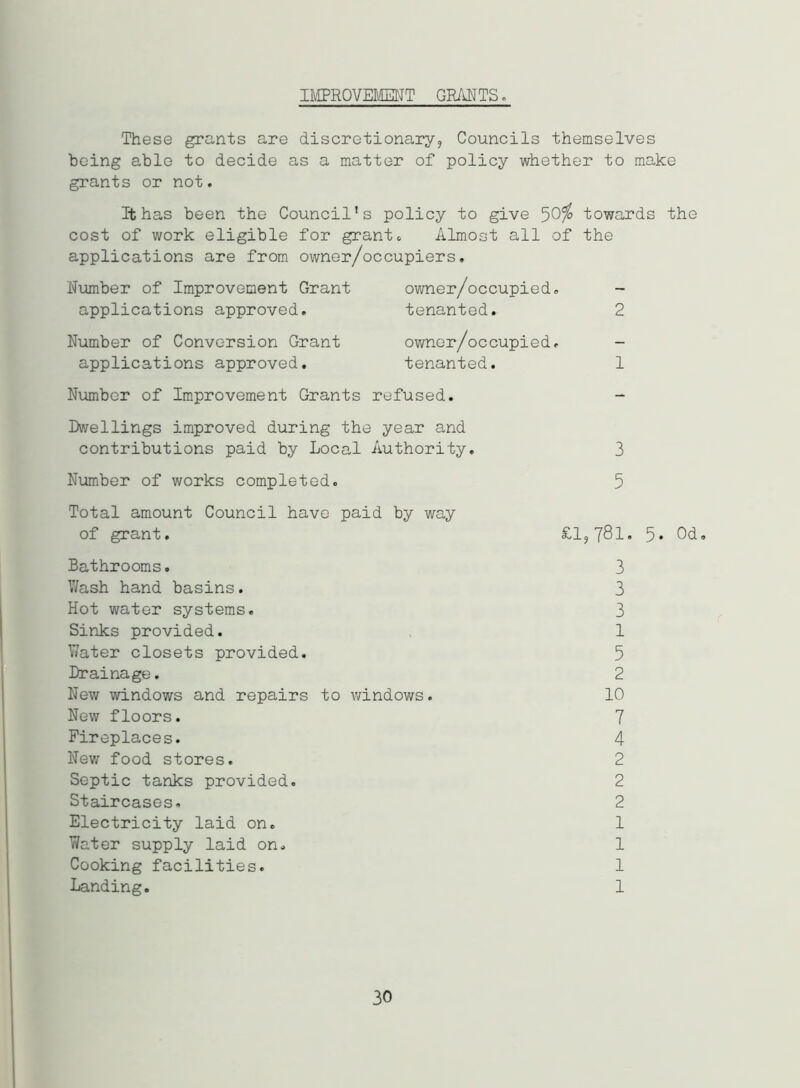 IMPROVEMENT GRANTS.
These grants are discretionary, Councils themselves
being able to decide as a matter of policy whether to make
grants or not.
It has been the Council's policy to give 50% towards the
cost of work eligible for grant. Almost all of the
applications are from owner/occupiers.
Number of Improvement Grant owner/occupied. -
applications approved. tenanted. 2
Number of Conversion Grant owner/occupied. -
applications approved. tenanted. 1
Number of Improvement Grants refused. -
Dwellings improved during the year and
contributions paid by Local Authority. 3
Number of works completed. 5
Total amount Council have paid by way
of grant. £1,781. 5. 0d.
Bathrooms. 3
Wash hand basins. 3
Hot water systems. 3
Sinks provided. 1
Water closets provided. 5
Drainage. 2
New windows and repairs to windows. 10
New floors. 7
Fireplaces. 4
New food stores. 2
Septic tanks provided. 2
Staircases. 2
Electricity laid on. 1
Water supply laid on. 1
Cooking facilities. 1
Landing. 1
30